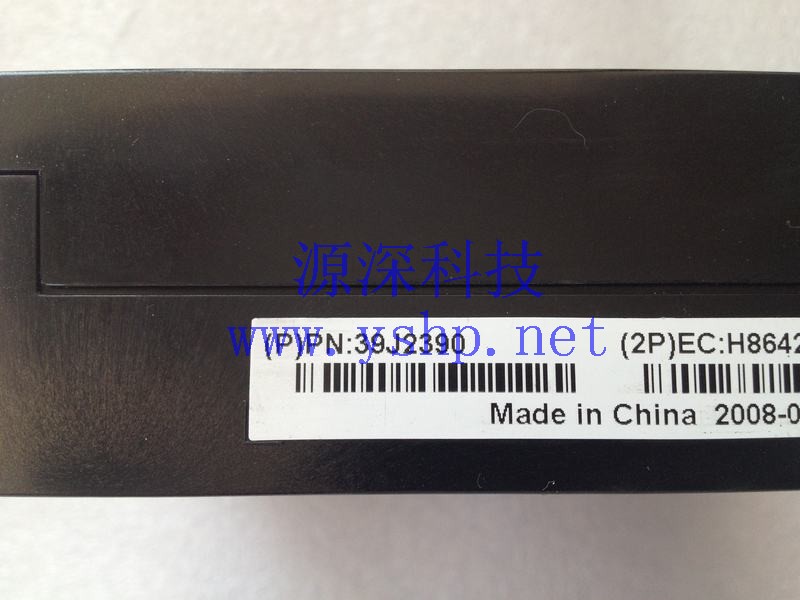 源深科技
www.yshp.net
(P)PN:39J2390 (2P)EC:H8642
Made in China 2008-0